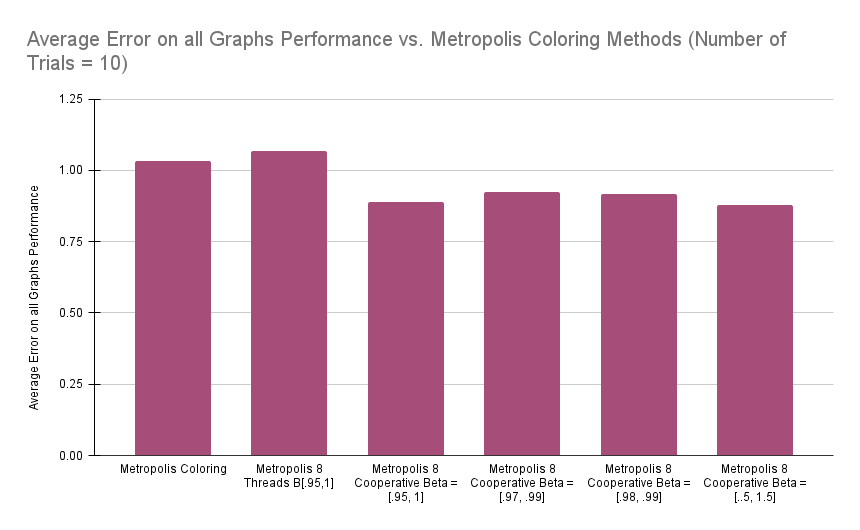 Average Error on all Graphs Performance vs. Metropolis Coloring Methods (Number of
Trials = 10)
Average Error on all Graphs Performance
1.25
1.00
0.75
0.50
0.25
0.00
Metropolis Coloring
Metropolis 8
Threads B[.95,1]
Metropolis 8
Cooperative Beta =
[.95, 1]
Metropolis 8
Cooperative Beta =
[.97, .99]
Metropolis 8
Cooperative Beta =
[.98, .99]
Metropolis 8
Cooperative Beta =
[..5, 1.5]